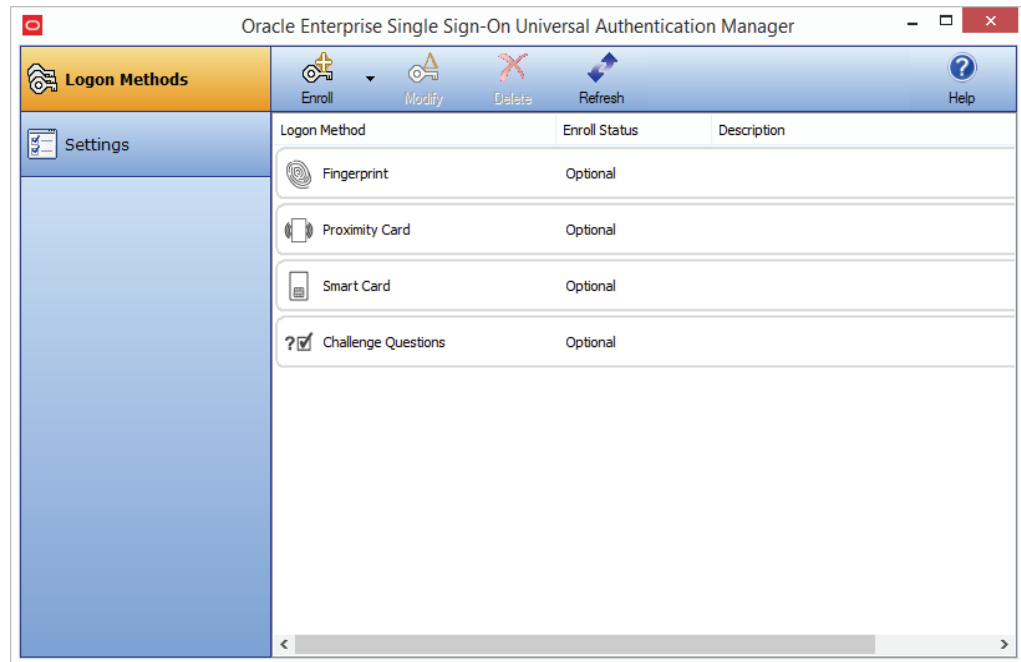 Oracle Enterprise Single Sign-On Universal Authentication Manager
Logon Methods
Settings
Enroll Modify Delete Refresh Help
Logon Method Enroll Status Description
Fingerprint Optional
Proximity Card Optional
Smart Card Optional
Challenge Questions Optional